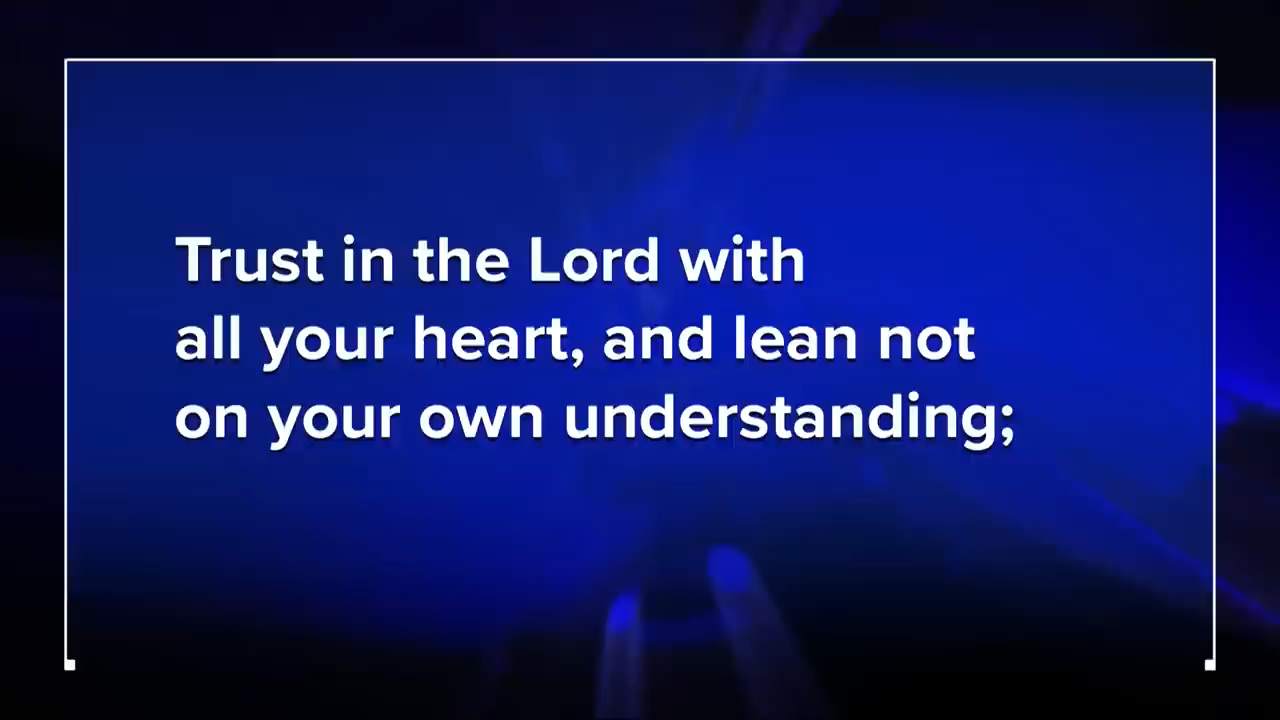 Trust in the Lord with
all your heart, and lean not
on your own understanding;